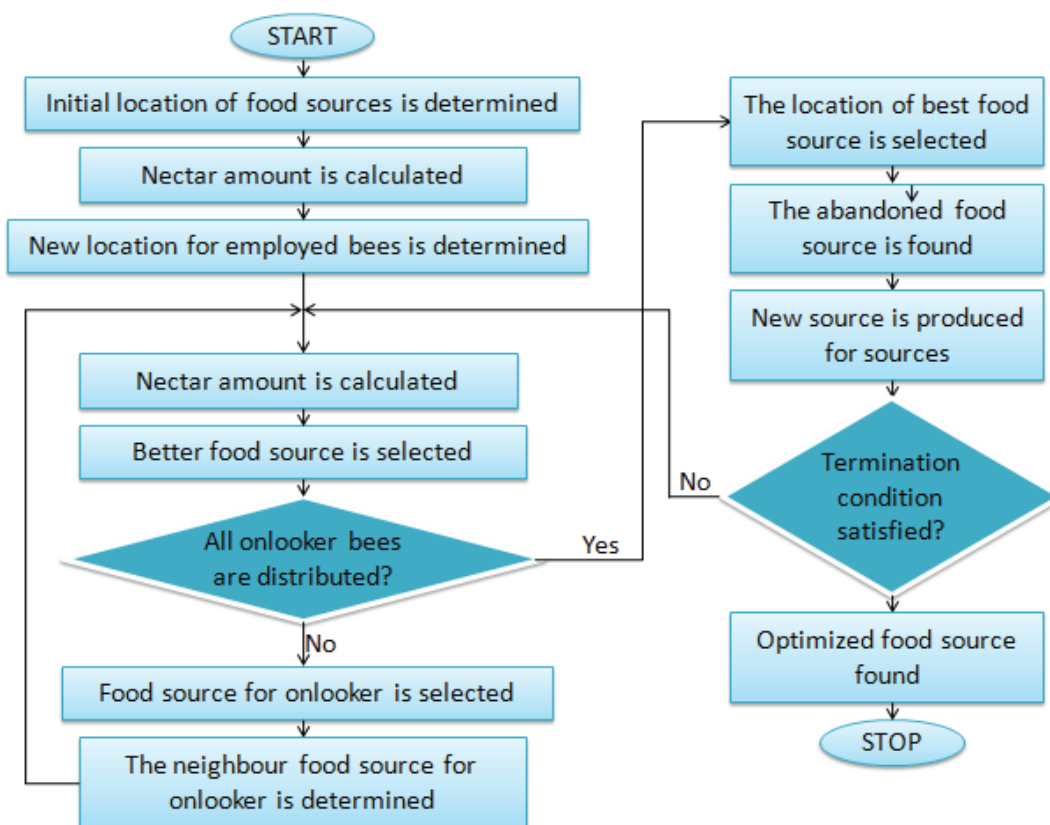 START
Initial location of food sources is determined
Nectar amount is calculated
New location for employed bees is determined
Nectar amount is calculated
Better food source is selected
All onlooker bees
are distributed?
Yes
No
Food source for onlooker is selected
The neighbour food source for
onlooker is determined
The location of best food
source is selected
The abandoned food
source is found
New source is produced
for sources
Termination
condition
satisfied?
No
Optimized food source
found
STOP